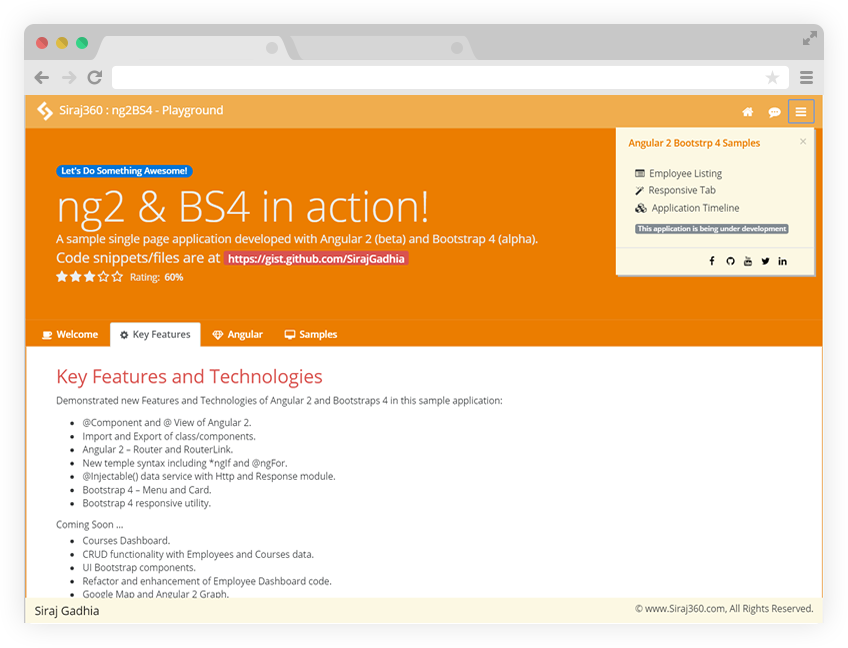 Siraj360 : ng2BS4 - Playground
Angular 2 Bootstrp 4 Samples
×
Employee Listing
Responsive Tab
Application Timeline
This application is being under development
Let's Do Something Awesome!
ng2 & BS4 in action!
A sample single page application developed with Angular 2 (beta) and Bootstrap 4 (alpha).
Code snippets/files are at https://gist.github.com/SirajGadhia
Rating: 60%
Welcome Key Features Angular Samples
Key Features and Technologies
Demonstrated new Features and Technologies of Angular 2 and Bootstraps 4 in this sample application:
• @Component and @ View of Angular 2.
• Import and Export of class/components.
• Angular 2 – Router and RouterLink.
• New temple syntax including *ngIf and @ngFor.
• @Injectable() data service with Http and Response module.
• Bootstrap 4 – Menu and Card.
• Bootstrap 4 responsive utility.
Coming Soon ...
• Courses Dashboard.
• CRUD functionality with Employees and Courses data.
• UI Bootstrap components.
• Refactor and enhancement of Employee Dashboard code.
• Google Map and Angular 2 Graph.
Siraj Gadhia
© www.Siraj360.com, All Rights Reserved.